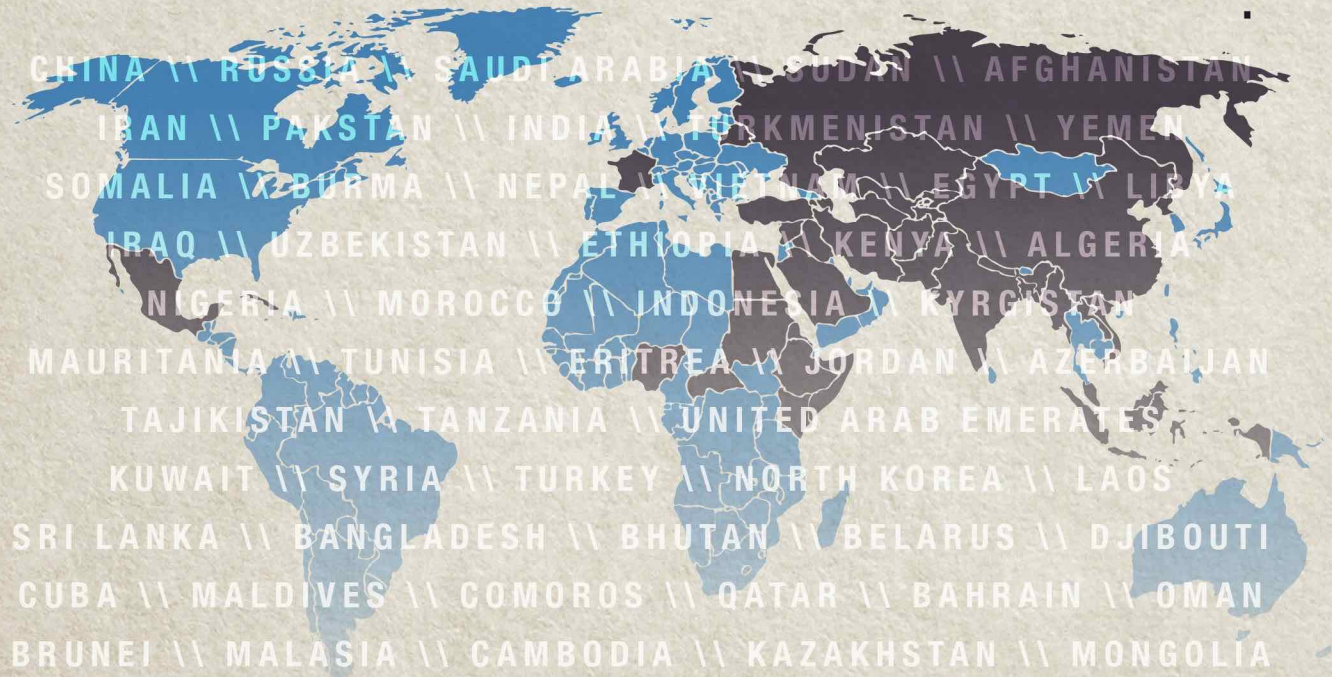 CHINA \\ RUSSIA \\ SAUDI ARABIA \\ SUDAN \\ AFGHANISTAN
IRAN \\ PAKSTAN \\ INDIA \\ TURKMENISTAN \\ YEMEN
SOMALIA \\ BURMA \\ NEPAL \\ VIETNAM \\ EGYPT \\ LIBYA
IRAQ \\ UZBEKISTAN \\ ETHIOPIA \\ KENYA \\ ALGERIA
NIGERIA \\ MOROCCO \\ INDONESIA \\ KYRGISTAN
MAURITANIA \\ TUNISIA \\ ERITREA \\ JORDAN \\ AZERBAIJAN
TAJIKISTAN \\ TANZANIA \\ UNITED ARAB EMERATES
KUWAIT \\ SYRIA \\ TURKEY \\ NORTH KOREA \\ LAOS
SRI LANKA \\ BANGLADESH \\ BHUTAN \\ BELARUS \\ DJIBOUTI
CUBA \\ MALDIVES \\ COMOROS \\ QATAR \\ BAHRAIN \\ OMAN
BRUNEI \\ MALASIA \\ CAMBODIA \\ KAZAKHSTAN \\ MONGOLIA